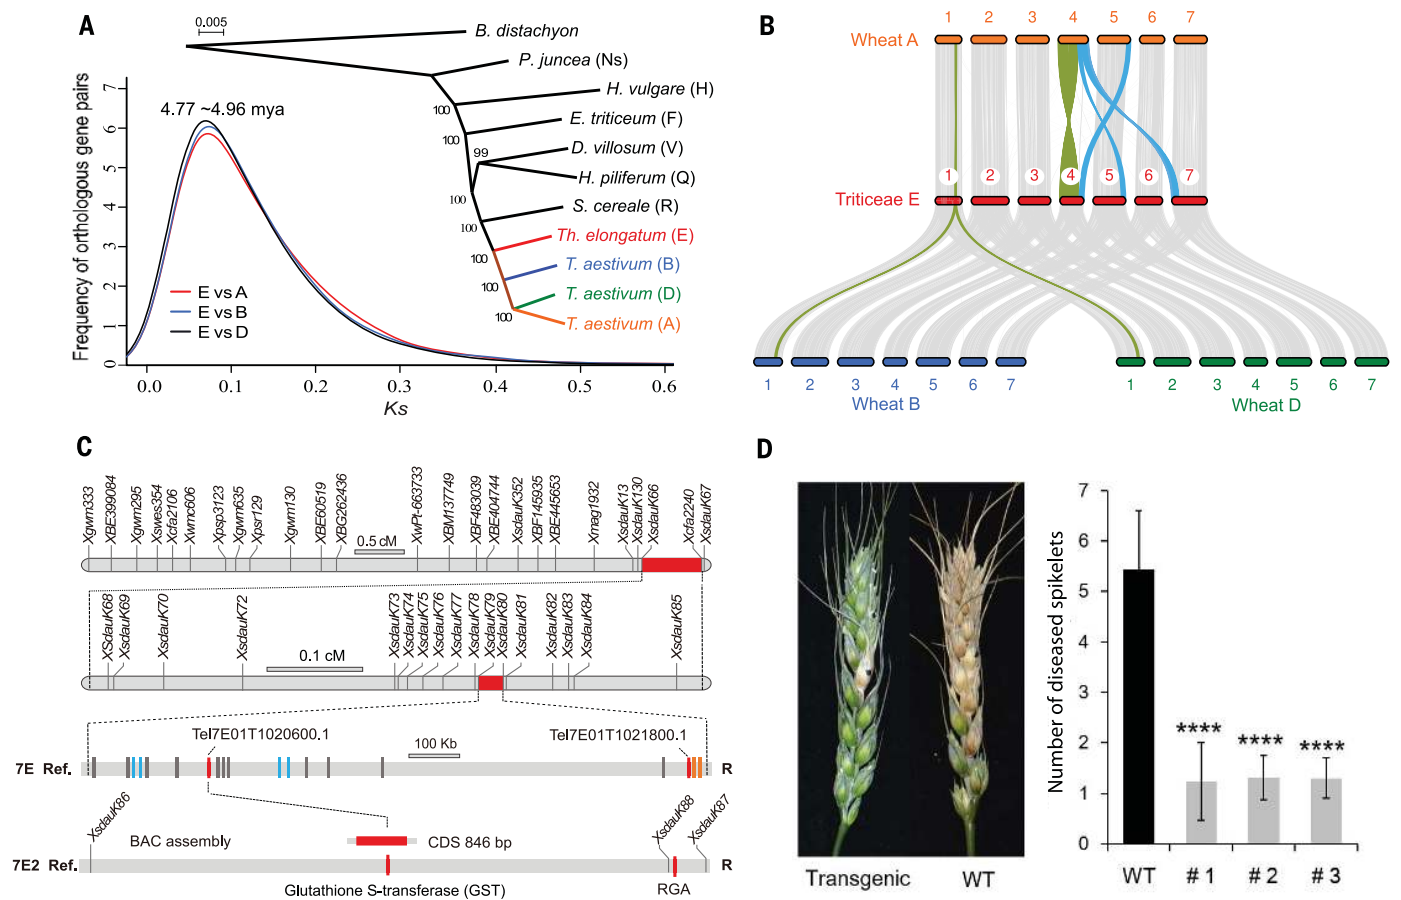 A
0.005
B. distachyon
P. juncea (Ns)
H. vulgare (H)
E. triticeum (F)
D. villosum (V)
H. piliferum (Q)
S. cereale (R)
Th. elongatum (E)
T. aestivum (B)
T. aestivum (D)
T. aestivum (A)
100
100
99
100
100
100
100
100
4.77 ~4.96 mya
Frequency of orthologous gene pairs
7
6
5
4
3
2
1
0
E vs A
E vs B
E vs D
0.0 0.1 0.2 0.3 0.4 0.5 0.6
Ks
B
1 2 3 4 5 6 7
Wheat A
1 2 3 4 5 6 7
Triticeae E
1 2 3 4 5 6 7
Wheat B
1 2 3 4 5 6 7
Wheat D
C
Xgwm333
XBE399084
Xgwm295
Xswes354
Xcfa2106
Xwmc606
Xpsp3123
Xgwm635
Xpsr129
Xgwm130
XBE60519
XBG262436
XwPt-663733
XBM137749
XBF483039
XBE404744
XsdauK352
XBF145935
XBE445653
Xmag1932
XsdauK13
XsdauK130
XsdauK66
Xcfa2240
XsdauK67
0.5 cM
XSdauK68
XsdauK69
XsdauK70
XsdauK72
XsdauK73
XsdauK74
XsdauK75
XsdauK76
XsdauK77
XsdauK78
XsdauK79
XsdauK80
XsdauK81
XsdauK82
XsdauK83
XsdauK84
XsdauK85
0.1 cM
Tel7E01T1020600.1
Tel7E01T1021800.1
100 Kb
7E Ref.
R
XsdauK86
BAC assembly
CDS 846 bp
XsdauK88
XsdauK87
7E2 Ref.
R
Glutathione S-transferase (GST)
RGA
D
Transgenic
WT
Number of diseased spikelets
7
6
5
4
3
2
1
0
**** **** ****
WT # 1 # 2 # 3